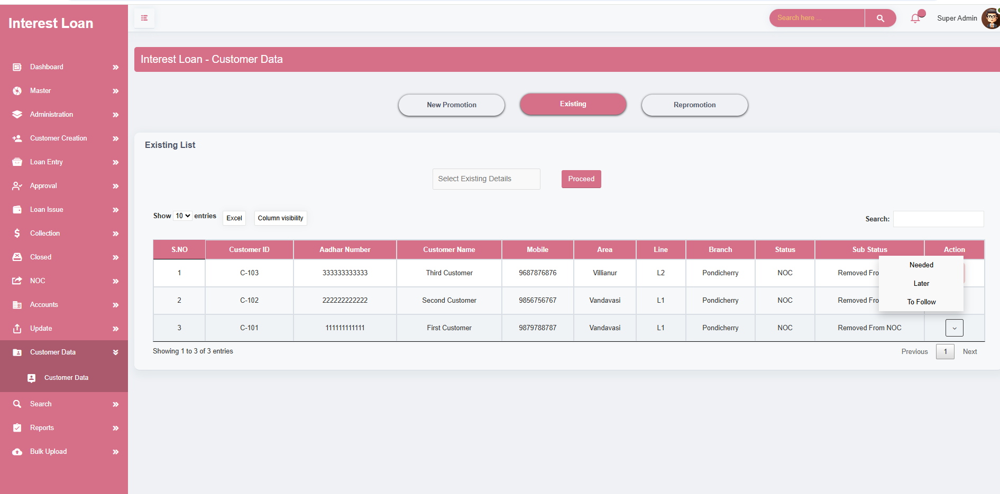 Interest Loan
Search here ...
Super Admin
Dashboard
Master
Administration
Customer Creation
Loan Entry
Approval
Loan Issue
Collection
Closed
NOC
Accounts
Update
Customer Data
Customer Data
Search
Reports
Bulk Upload
Interest Loan - Customer Data
New Promotion Existing Repromotion
Existing List
Select Existing Details Proceed
Show 10 entries Excel Column visibility Search:
S.NO Customer ID Aadhar Number Customer Name Mobile Area Line Branch Status Sub Status Action
1 C-103 333333333333 Third Customer 9687876876 Villianur L2 Pondicherry NOC Removed Fro
2 C-102 222222222222 Second Customer 9856756767 Vandavasi L1 Pondicherry NOC Removed Fro
3 C-101 111111111111 First Customer 9879788787 Vandavasi L1 Pondicherry NOC Removed From NOC
Needed
Later
To Follow
Showing 1 to 3 of 3 entries Previous 1 Next